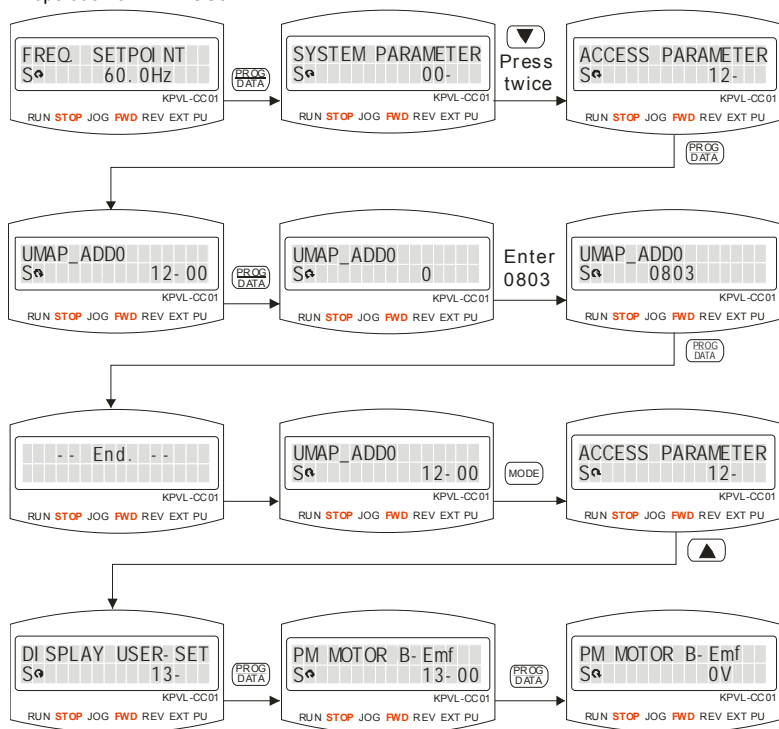 FREQ. SETPOINT
S 60.0Hz
KPVL-CC01
RUN STOP JOG FWD REV EXT PU
PROG
DATA
SYSTEM PARAMETER
S 00-
KPVL-CC01
RUN STOP JOG FWD REV EXT PU
Press
twice
ACCESS PARAMETER
S 12-
KPVL-CC01
RUN STOP JOG FWD REV EXT PU
PROG
DATA
UMAP_ADD0
S 12-00
KPVL-CC01
RUN STOP JOG FWD REV EXT PU
PROG
DATA
UMAP_ADD0
S 0
KPVL-CC01
RUN STOP JOG FWD REV EXT PU
Enter
0803
UMAP_ADD0
S 0803
KPVL-CC01
RUN STOP JOG FWD REV EXT PU
PROG
DATA
-- End. --
KPVL-CC01
RUN STOP JOG FWD REV EXT PU
UMAP_ADD0
S 12-00
KPVL-CC01
RUN STOP JOG FWD REV EXT PU
MODE
ACCESS PARAMETER
S 12-
KPVL-CC01
RUN STOP JOG FWD REV EXT PU
DISPLAY USER-SET
S 13-
KPVL-CC01
RUN STOP JOG FWD REV EXT PU
PROG
DATA
PM MOTOR B-Emf
S 13-00
KPVL-CC01
RUN STOP JOG FWD REV EXT PU
PROG
DATA
PM MOTOR B-Emf
S 0V
KPVL-CC01
RUN STOP JOG FWD REV EXT PU